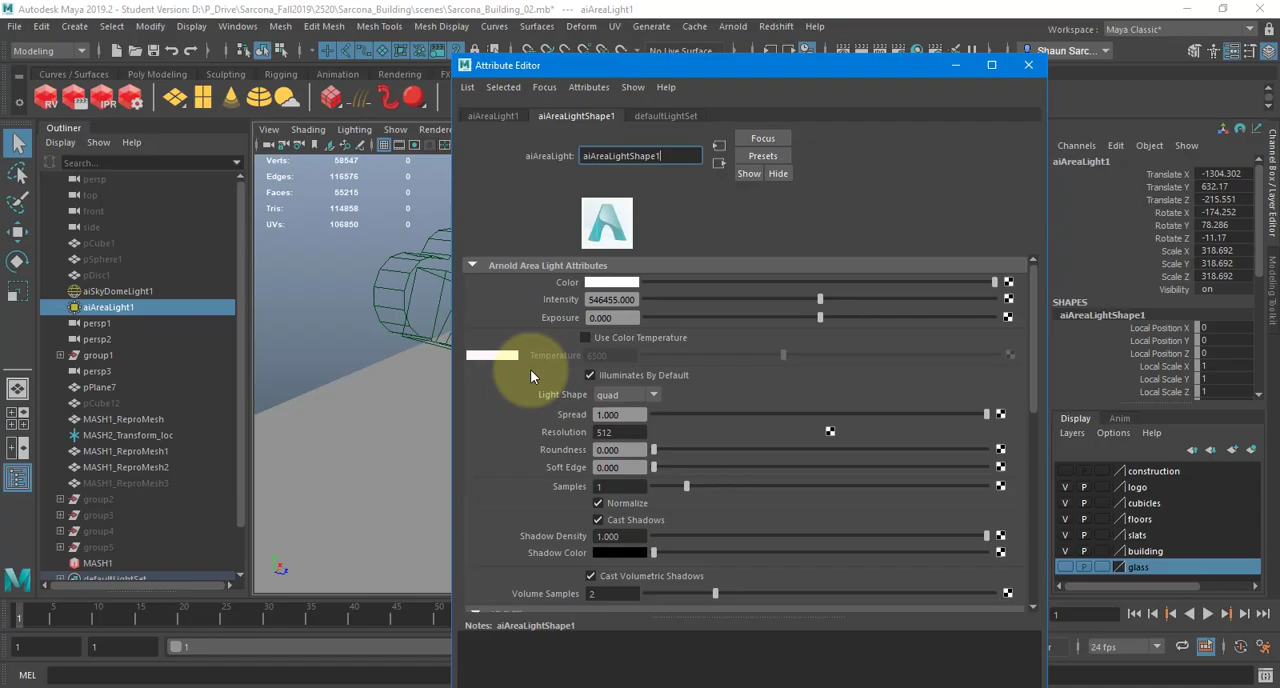 Autodesk Maya 2019.2 - Student Version: D:\P_Drive\Sarcona_Fall2019\2520\Sarcona_Building\scenes\Sarcona_Building_02.mb* --- aiAreaLight1
File Edit Create Select Modify Display Windows Mesh Edit Mesh Mesh Tools Mesh Display Curves Surfaces Deform UV Generate Cache Arnold Redshift Help
Workspace : Maya Classic*
Modeling No Live Surface Shaun Sarc...
Curves / Surfaces Poly Modeling Sculpting Rigging Animation Rendering
RV IPR
Attribute Editor
List Selected Focus Attributes Show Help
aiAreaLight1 aiAreaLightShape1 defaultLightSet
aiAreaLight: aiAreaLightShape1
Focus
Presets
Show Hide
Arnold Area Light Attributes
Color
Intensity 546455.000
Exposure 0.000
Use Color Temperature
Temperature 6500
Illuminates By Default
Light Shape quad
Spread 1.000
Resolution 512
Roundness 0.000
Soft Edge 0.000
Samples 1
Normalize
Cast Shadows
Shadow Density 1.000
Shadow Color
Cast Volumetric Shadows
Volume Samples 2
Notes: aiAreaLightShape1
Outliner
Display Show Help
Search...
persp
top
front
side
pCube1
pSphere1
pDisc1
aiSkyDomeLight1
aiAreaLight1
persp1
persp2
group1
persp3
pPlane7
pCube12
MASH1_ReproMesh
MASH2_Transform_loc
MASH1_ReproMesh1
MASH1_ReproMesh2
MASH1_ReproMesh3
group2
group3
group4
group5
MASH1
defaultLightSet
View Shading Lighting Show Rendere
Verts: 58547 0
Edges: 116576 0
Faces: 55215 0
Tris: 114858 0
UVs: 106850 0
Channels Edit Object Show
aiAreaLight1
Translate X -1304.302
Translate Y 632.17
Translate Z -215.551
Rotate X -174.252
Rotate Y 78.286
Rotate Z -11.17
Scale X 318.692
Scale Y 318.692
Scale Z 318.692
Visibility on
SHAPES
aiAreaLightShape1
Local Position X 0
Local Position Y 0
Local Position Z 0
Local Scale X 1
Local Scale Y 1
Local Scale Z 1
Display Anim
Layers Options Help
construction
V P logo
V P cubicles
V P floors
V P slats
V P building
P glass
Channel Box / Layer Editor
Modeling Toolkit
5 10 15 20 25 30 35 40 45 50
1
1 1 1
24 fps
MEL